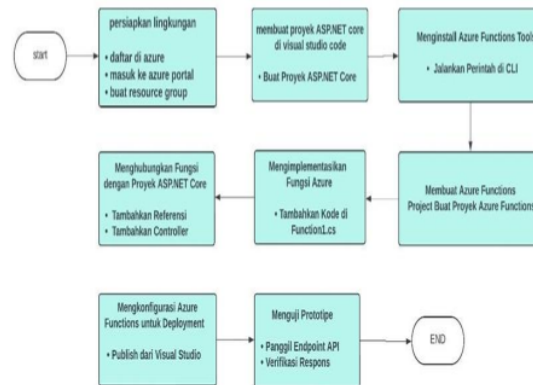 start
persiapkan lingkungan
• daftar di azure
• masuk ke azure portal
• buat resource group
membuat proyek ASP.NET core
di visual studio code
• Buat Proyek ASP.NET Core
Menginstall Azure Functions Tools
• Jalankan Perintah di CLI
Membuat Azure Functions
Project Buat Proyek Azure Functions
Mengimplementasikan
Fungsi Azure
• Tambahkan Kode di
Function1.cs
Menghubungkan Fungsi
dengan Proyek ASP.NET Core
• Tambahkan Referensi
• Tambahkan Controller
Mengkonfigurasi Azure
Functions untuk Deployment
• Publish dari Visual Studio
Menguji Prototipe
• Panggil Endpoint API
• Verifikasi Respons
END